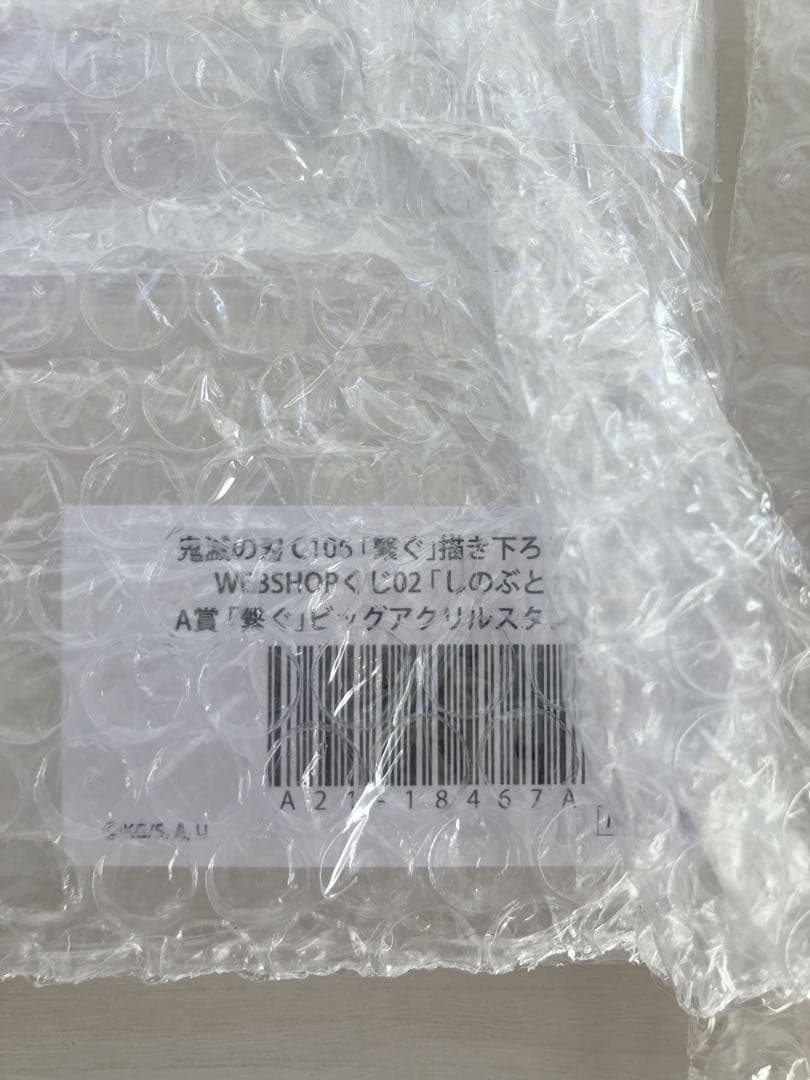 鬼滅の刃 C105「繋ぐ」描き下ろ
WEBSHOPくじ02「しのぶと
A賞「繋ぐ」ビッグアクリルスタン
A21-18467A
©KG/S, A, U